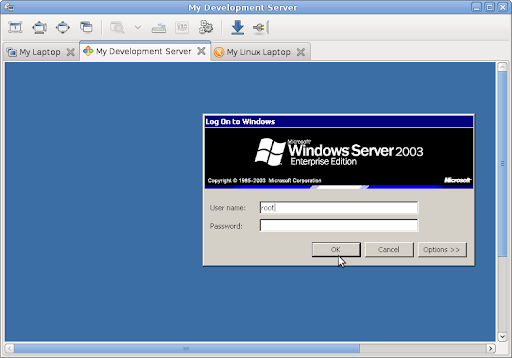 My Development Server
My Laptop
My Development Server
My Linux Laptop
Log On to Windows
Microsoft
Windows Server 2003
Enterprise Edition
Copyright © 1985-2003 Microsoft Corporation
Microsoft
User name:
root
Password:
OK
Cancel
Options >>